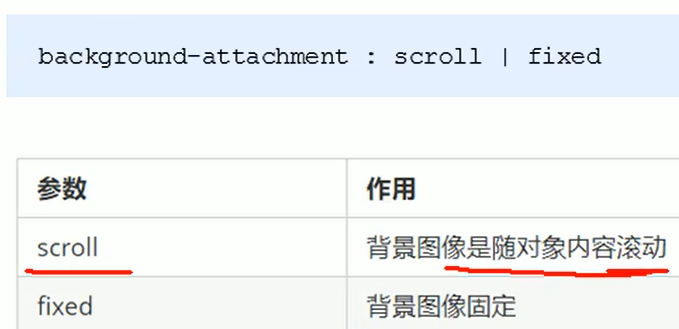 background-attachment : scroll | fixed
参数 作用
scroll 背景图像是随对象内容滚动
fixed 背景图像固定